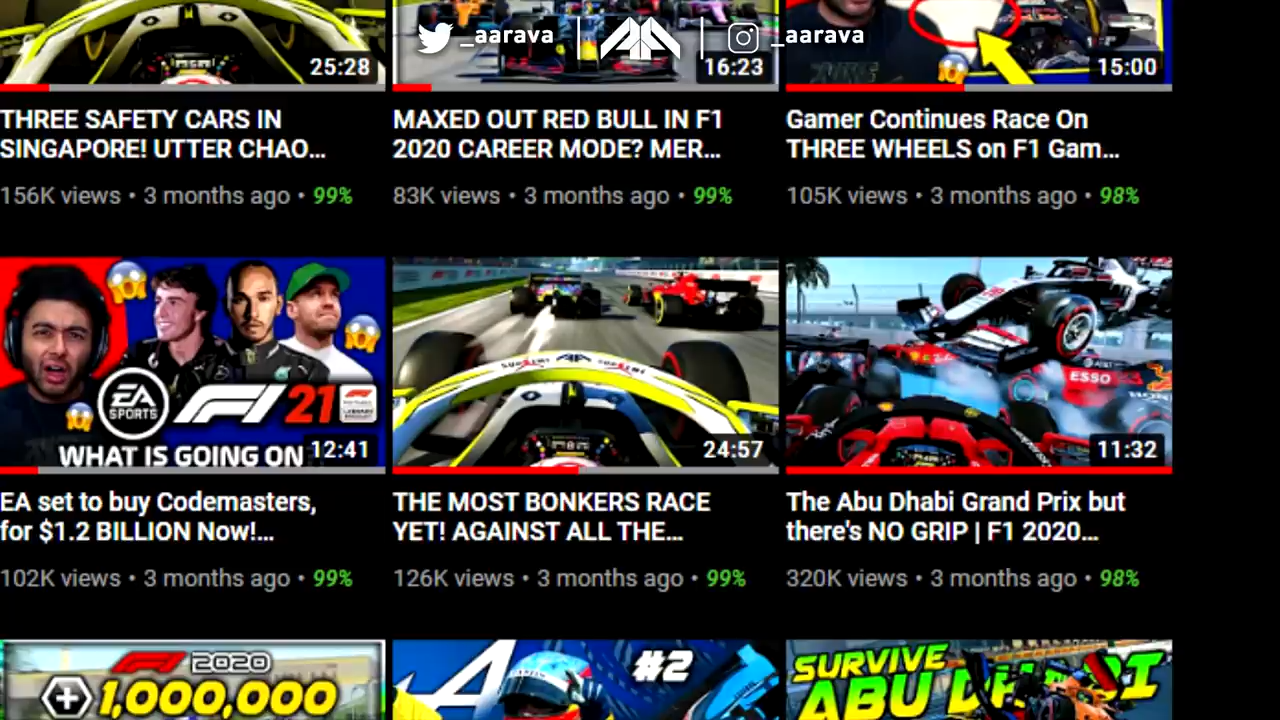 _aarava
_aarava
25:28
16:23
15:00
THREE SAFETY CARS IN
SINGAPORE! UTTER CHAO...
156K views • 3 months ago • 99%
MAXED OUT RED BULL IN F1
2020 CAREER MODE? MER...
83K views • 3 months ago • 99%
Gamer Continues Race On
THREE WHEELS on F1 Gam...
105K views • 3 months ago • 98%
EA
SPORTS
F1 21
WHAT IS GOING ON
12:41
24:57
ESSO
11:32
EA set to buy Codemasters,
for $1.2 BILLION Now!...
102K views • 3 months ago • 99%
THE MOST BONKERS RACE
YET! AGAINST ALL THE...
126K views • 3 months ago • 99%
The Abu Dhabi Grand Prix but
there's NO GRIP | F1 2020...
320K views • 3 months ago • 98%
F1 2020
+ 1,000,000
#2
SURVIVE
ABU DHABI